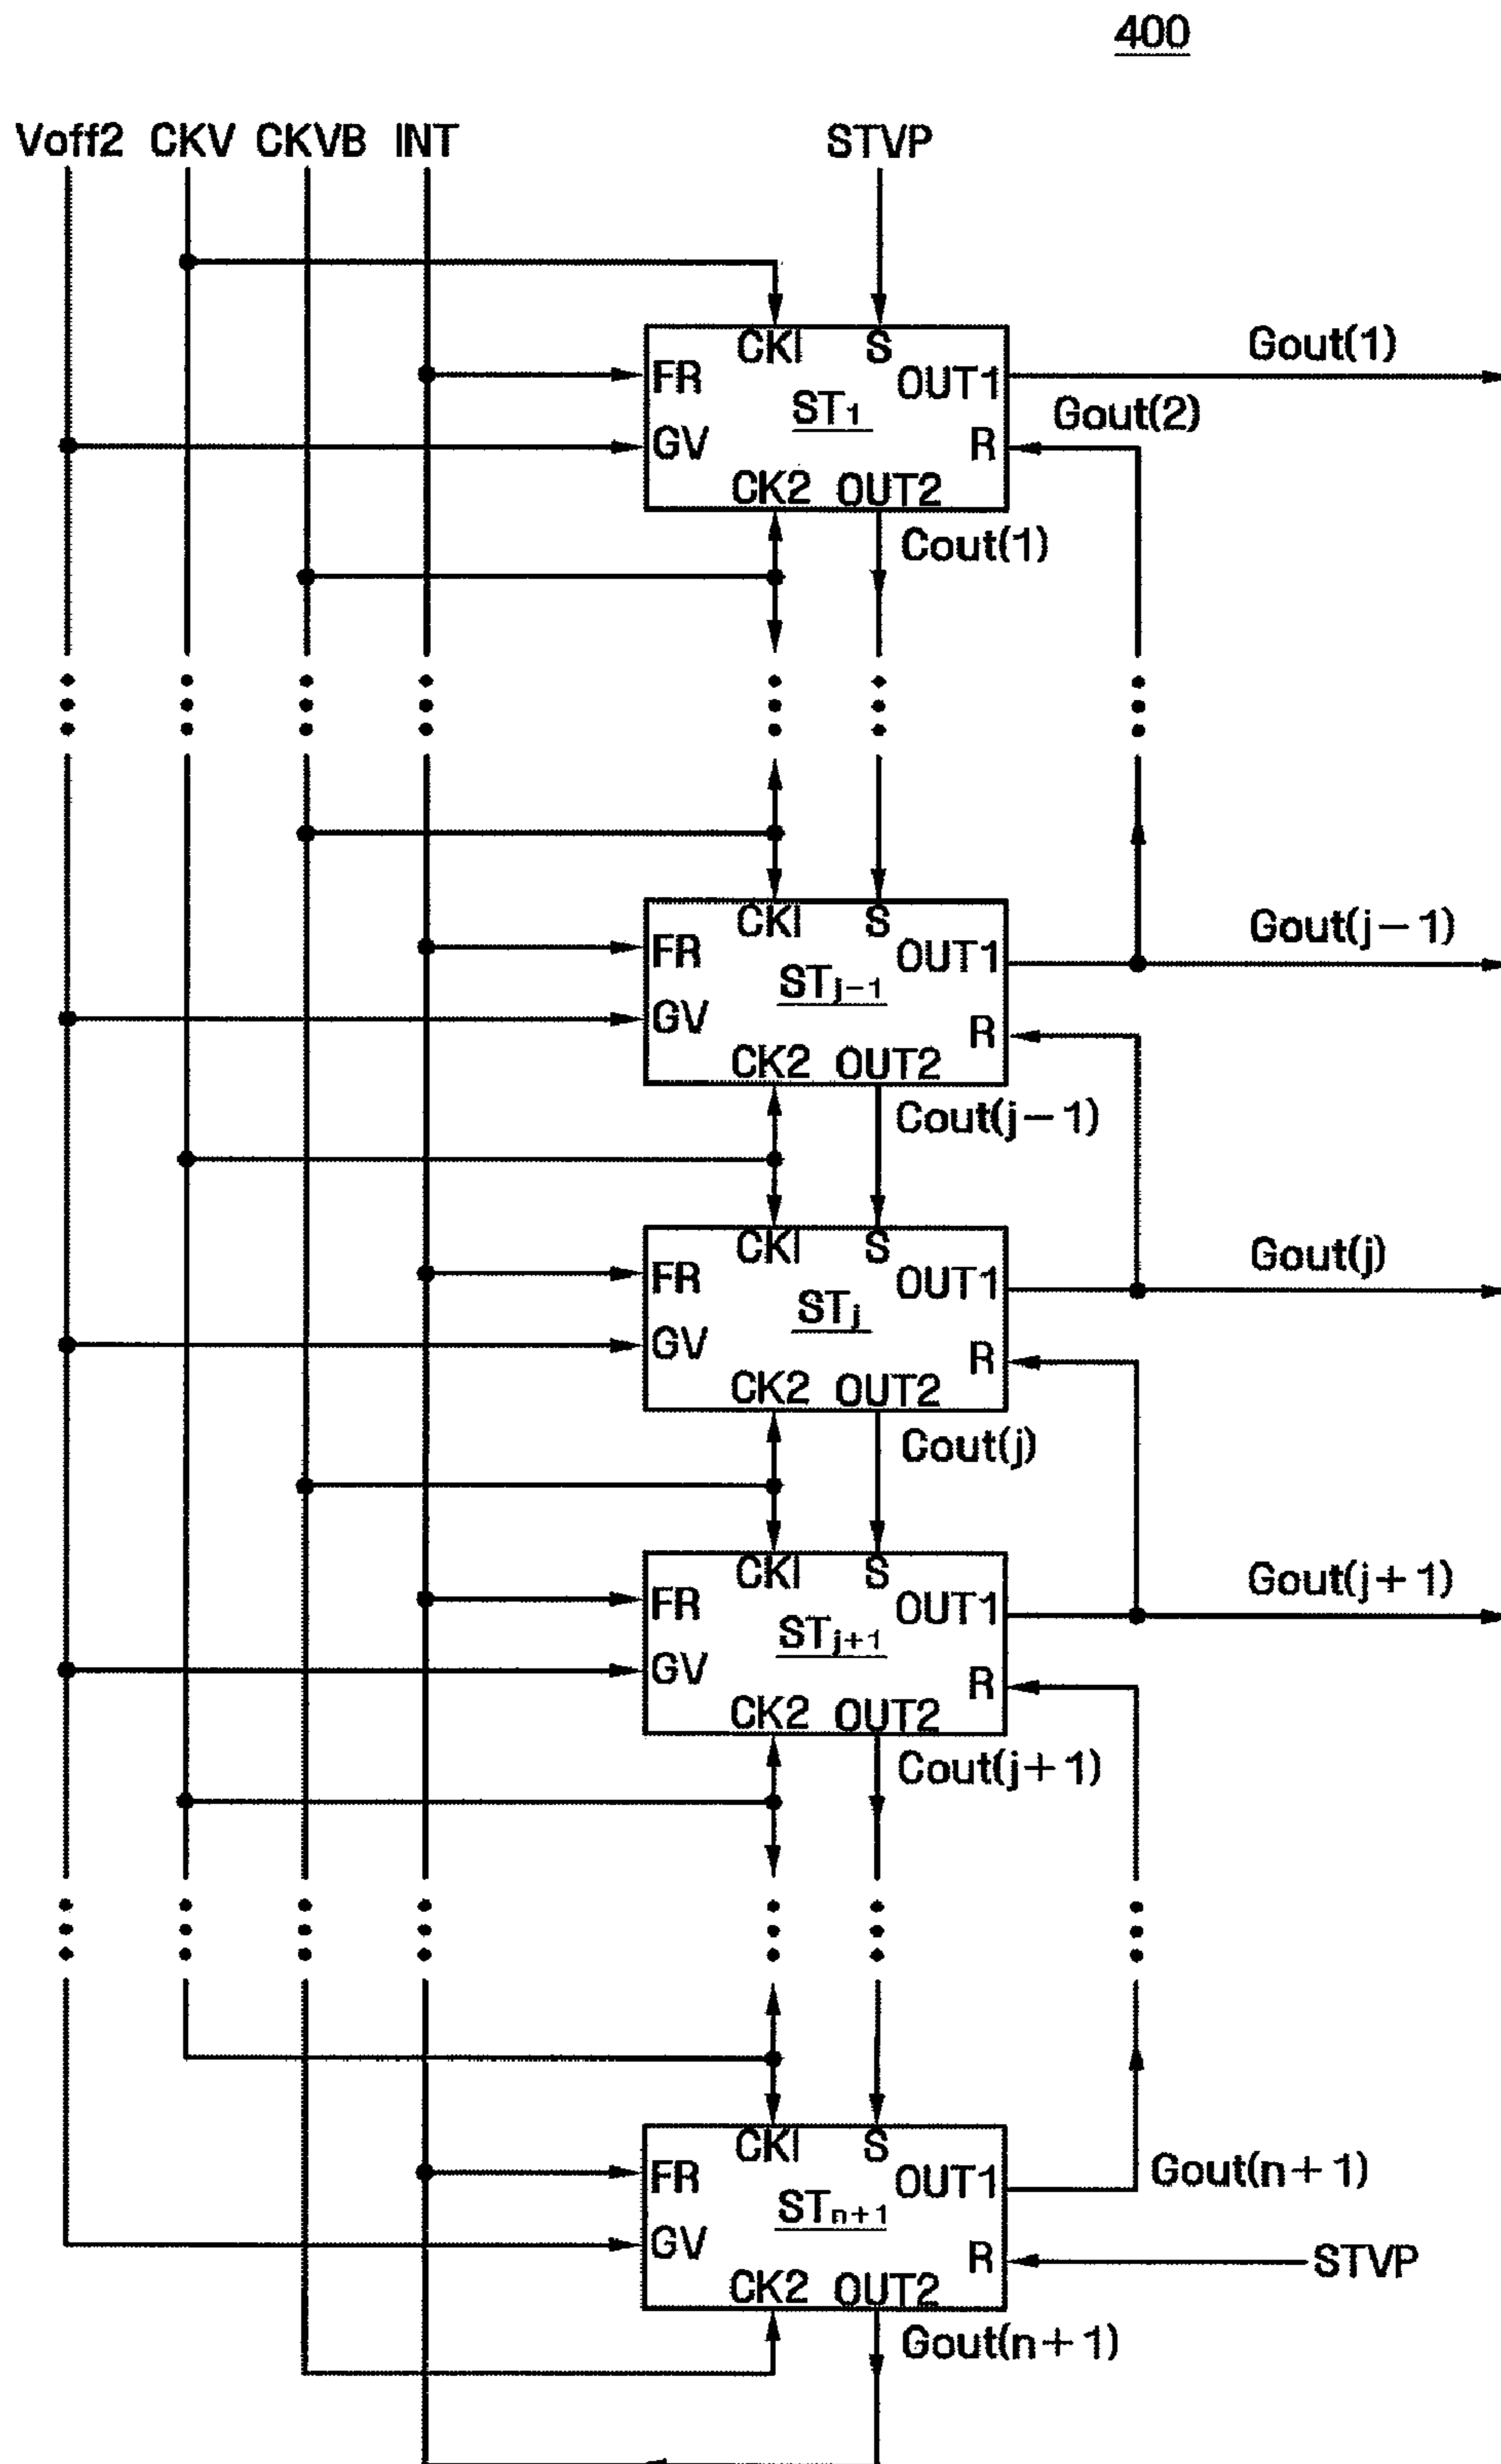 400
Voff2 CKV CKVB INT STVP
CKI S
FR OUT1 Gout(1)
ST1 Gout(2)
GV R
CK2 OUT2
Cout(1)
CKI S
FR OUT1 Gout(j-1)
STj-1
GV R
CK2 OUT2
Cout(j-1)
CKI S
FR OUT1 Gout(j)
STj
GV R
CK2 OUT2
Cout(j)
CKI S
FR OUT1 Gout(j+1)
STj+1
GV R
CK2 OUT2
Cout(j+1)
CKI S
FR OUT1 Gout(n+1)
STn+1
GV R STVP
CK2 OUT2
Gout(n+1)